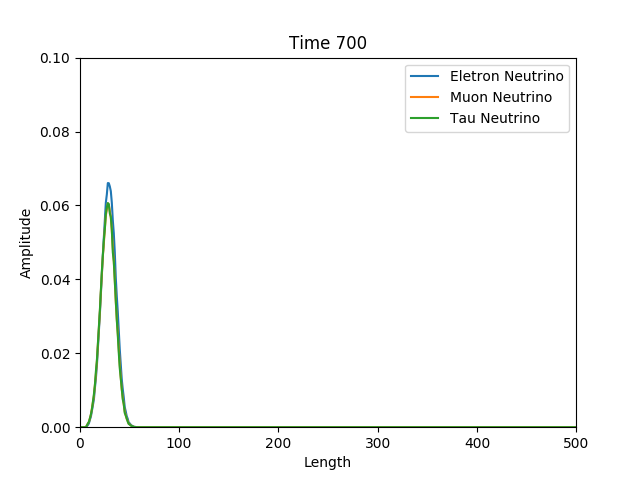 Time 700
Eletron Neutrino
Muon Neutrino
Tau Neutrino
Amplitude
0.10
0.08
0.06
0.04
0.02
0.00
0 100 200 300 400 500
Length